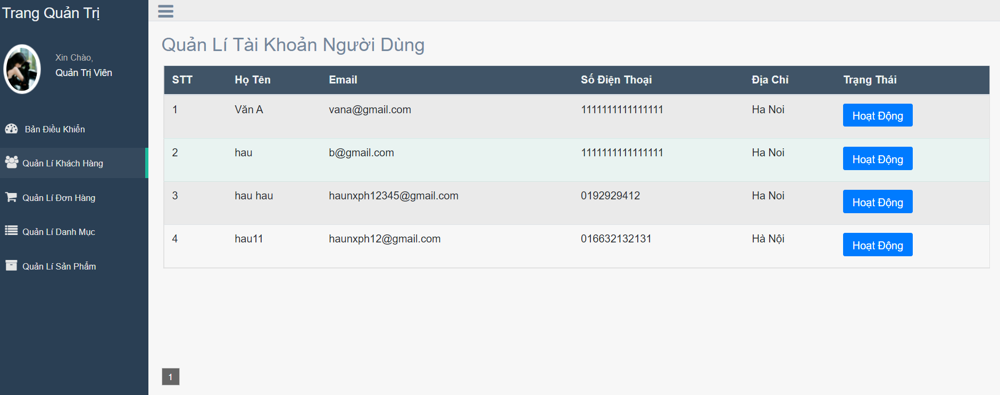 Trang Quản Trị
Xin Chào,
Quản Trị Viên
Bản Điều Khiển
Quản Lí Khách Hàng
Quản Lí Đơn Hàng
Quản Lí Danh Mục
Quản Lí Sản Phẩm
Quản Lí Tài Khoản Người Dùng
STT Họ Tên Email Số Điện Thoại Địa Chỉ Trạng Thái
1 Văn A vana@gmail.com 1111111111111111 Ha Noi Hoạt Động
2 hau b@gmail.com 1111111111111111 Ha Noi Hoạt Động
3 hau hau haunxph12345@gmail.com 0192929412 Ha Noi Hoạt Động
4 hau11 haunxph12@gmail.com 016632132131 Hà Nội Hoạt Động
1